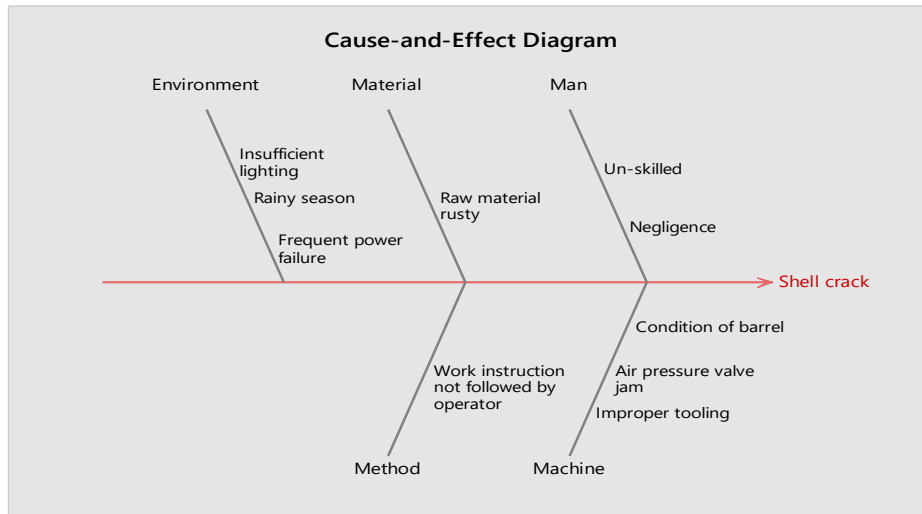 Cause-and-Effect Diagram
Environment
Material
Man
Insufficient
lighting
Rainy season
Frequent power
failure
Raw material
rusty
Un-skilled
Negligence
Shell crack
Work instruction
not followed by
operator
Condition of barrel
Air pressure valve
jam
Improper tooling
Method
Machine